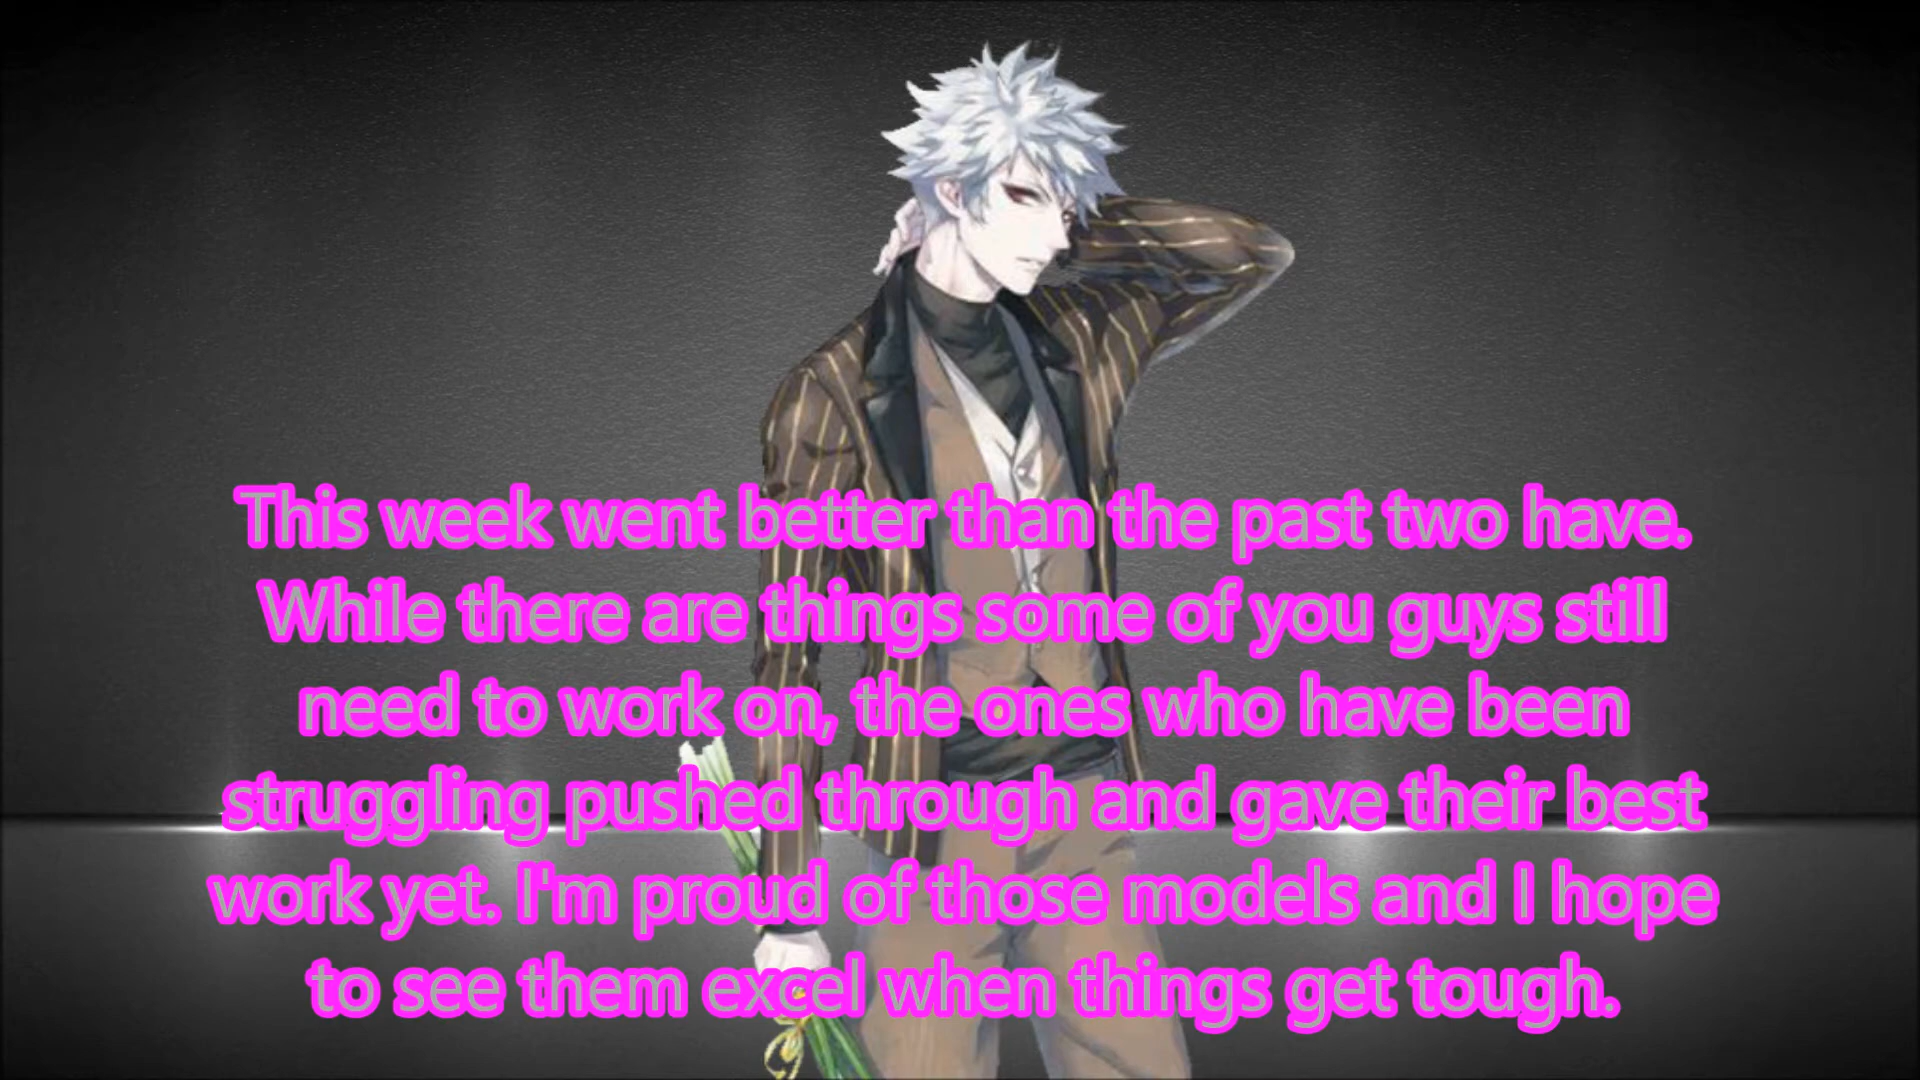 This week went better than the past two have.
While there are things some of you guys still
need to work on, the ones who have been
struggling pushed through and gave their best
work yet. I'm proud of those models and I hope
to see them excel when things get tough.